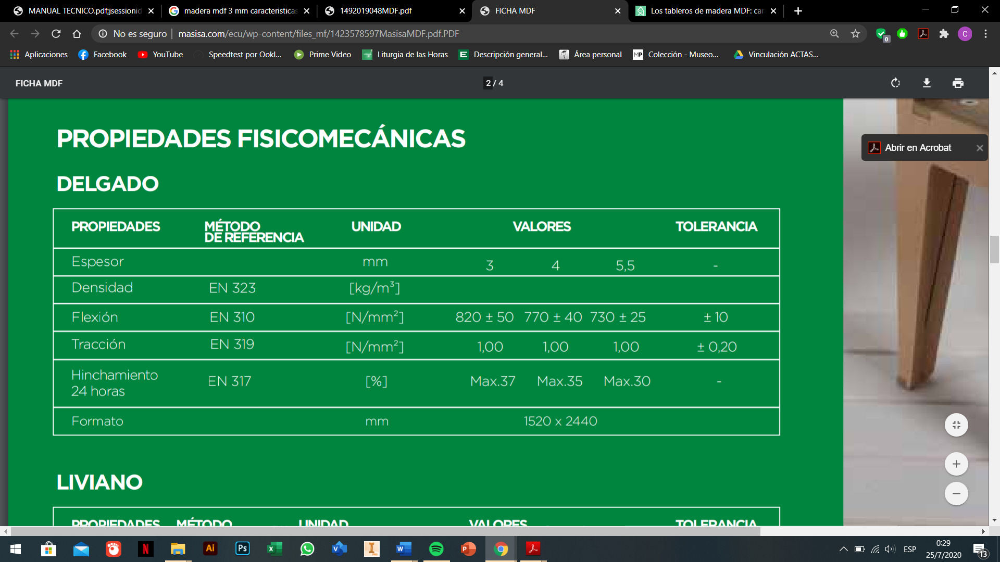 MANUAL TECNICO.pdf;jsessionid
madera mdf 3 mm caracteristicas
1492019048MDF.pdf
FICHA MDF
Los tableros de madera MDF: car
No es seguro | masisa.com/ecu/wp-content/files_mf/1423578597MasisaMDF.pdf.PDF
C
0
Aplicaciones
Facebook
YouTube
Speedtest por Ookl...
Prime Video
Liturgia de las Horas
Descripción general...
Área personal
MP
Colección - Museo...
Vinculación ACTAS...
FICHA MDF
2 / 4
PROPIEDADES FISICOMECÁNICAS
Abrir en Acrobat
DELGADO
PROPIEDADES MÉTODO DE REFERENCIA UNIDAD VALORES TOLERANCIA
Espesor mm 3 4 5,5 -
Densidad EN 323 [kg/m³]
Flexión EN 310 [N/mm²] 820 ± 50 770 ± 40 730 ± 25 ± 10
Tracción EN 319 [N/mm²] 1,00 1,00 1,00 ± 0,20
Hinchamiento
24 horas EN 317 [%] Max.37 Max.35 Max.30 -
Formato mm 1520 x 2440
LIVIANO
PROPIEDADES MÉTODO UNIDAD VALORES TOLERANCIA
N
Ai
Ps
X
V
I
W
P
ESP
0:29
25/7/2020
13